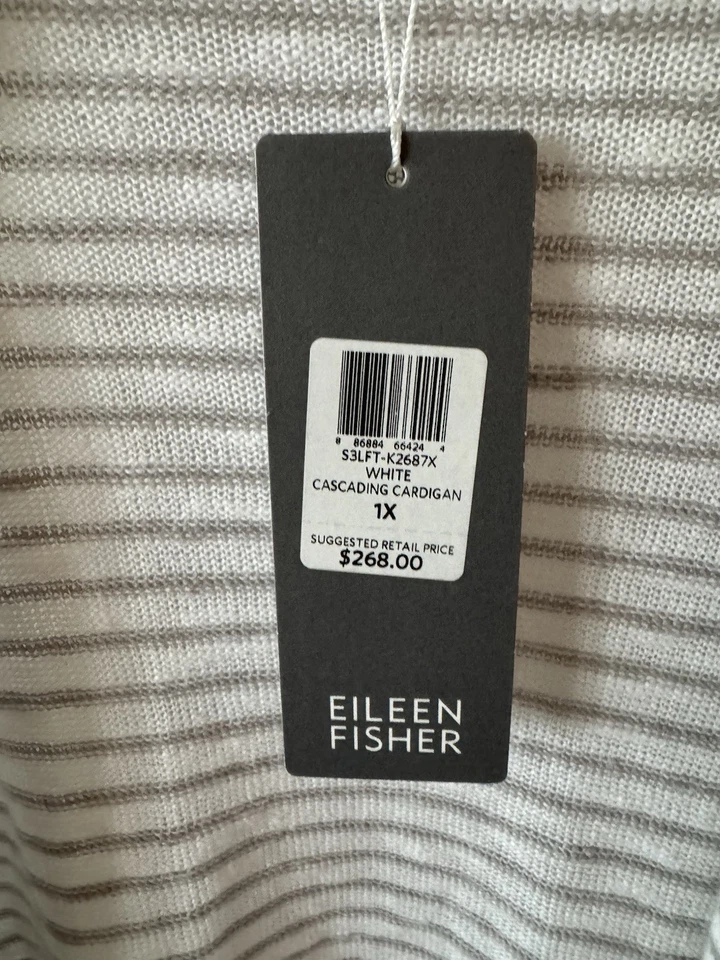 8 86884 66424 4
S3LFT-K2687X
WHITE
CASCADING CARDIGAN
1X
SUGGESTED RETAIL PRICE
$268.00
EILEEN
FISHER